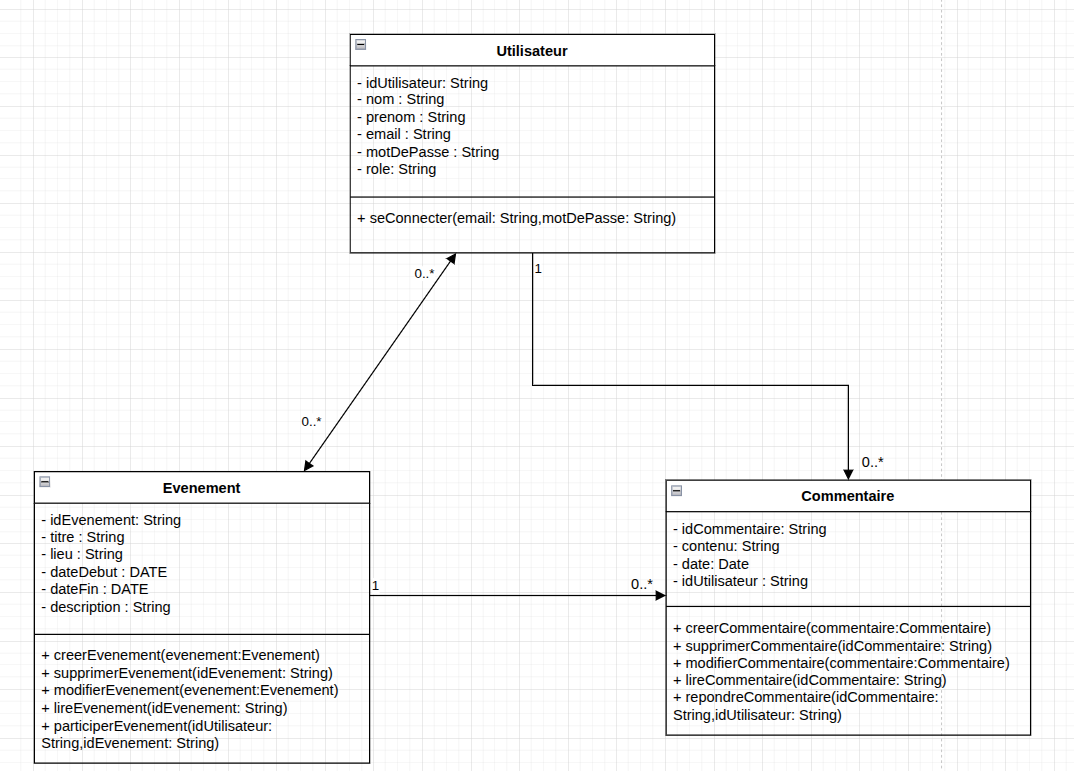 Utilisateur
- idUtilisateur: String
- nom : String
- prenom : String
- email : String
- motDePasse : String
- role: String
+ seConnecter(email: String,motDePasse: String)
0..*
1
0..*
0..*
Evenement
- idEvenement: String
- titre : String
- lieu : String
- dateDebut : DATE
- dateFin : DATE
- description : String
+ creerEvenement(evenement:Evenement)
+ supprimerEvenement(idEvenement: String)
+ modifierEvenement(evenement:Evenement)
+ lireEvenement(idEvenement: String)
+ participerEvenement(idUtilisateur:
String,idEvenement: String)
1
0..*
Commentaire
- idCommentaire: String
- contenu: String
- date: Date
- idUtilisateur : String
+ creerCommentaire(commentaire:Commentaire)
+ supprimerCommentaire(idCommentaire: String)
+ modifierCommentaire(commentaire:Commentaire)
+ lireCommentaire(idCommentaire: String)
+ repondreCommentaire(idCommentaire:
String,idUtilisateur: String)